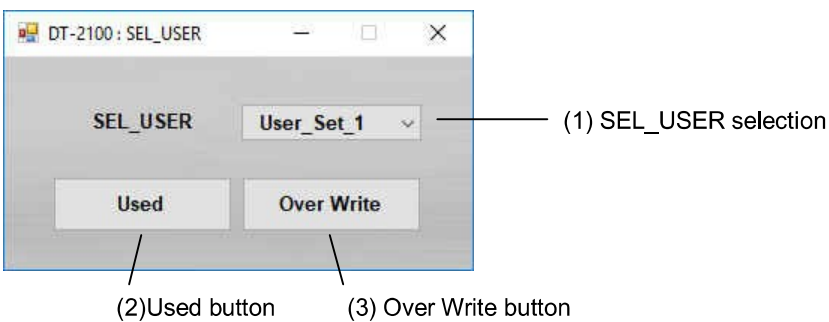 DT-2100 : SEL_USER
SEL_USER
User_Set_1
(1) SEL_USER selection
Used
Over Write
(2)Used button
(3) Over Write button